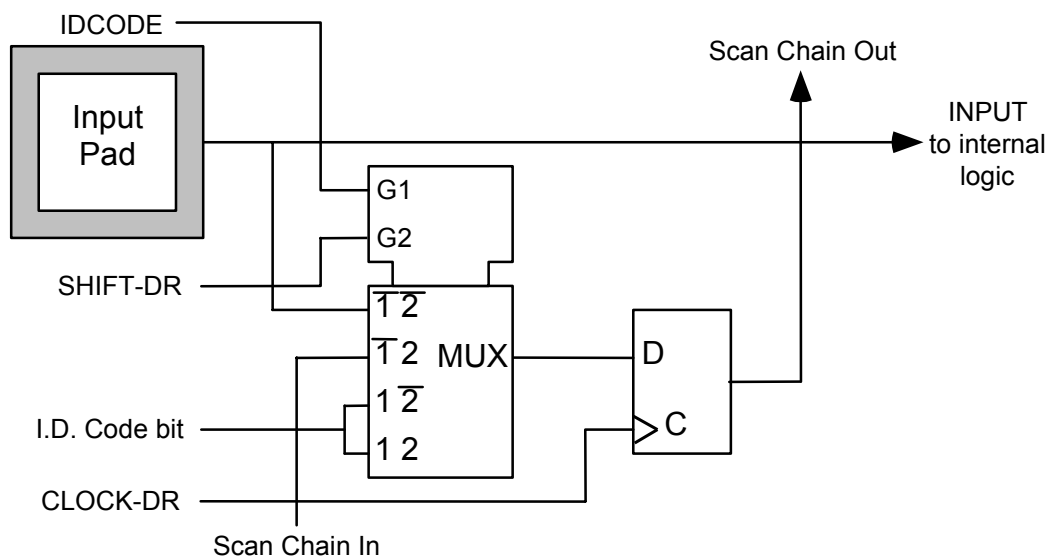 IDCODE
Scan Chain Out
Input
Pad
INPUT
to internal
logic
G1
G2
SHIFT-DR
1̅ 2̅
1̅ 2
MUX
D
1 2̅
I.D. Code bit
C
1 2
CLOCK-DR
Scan Chain In